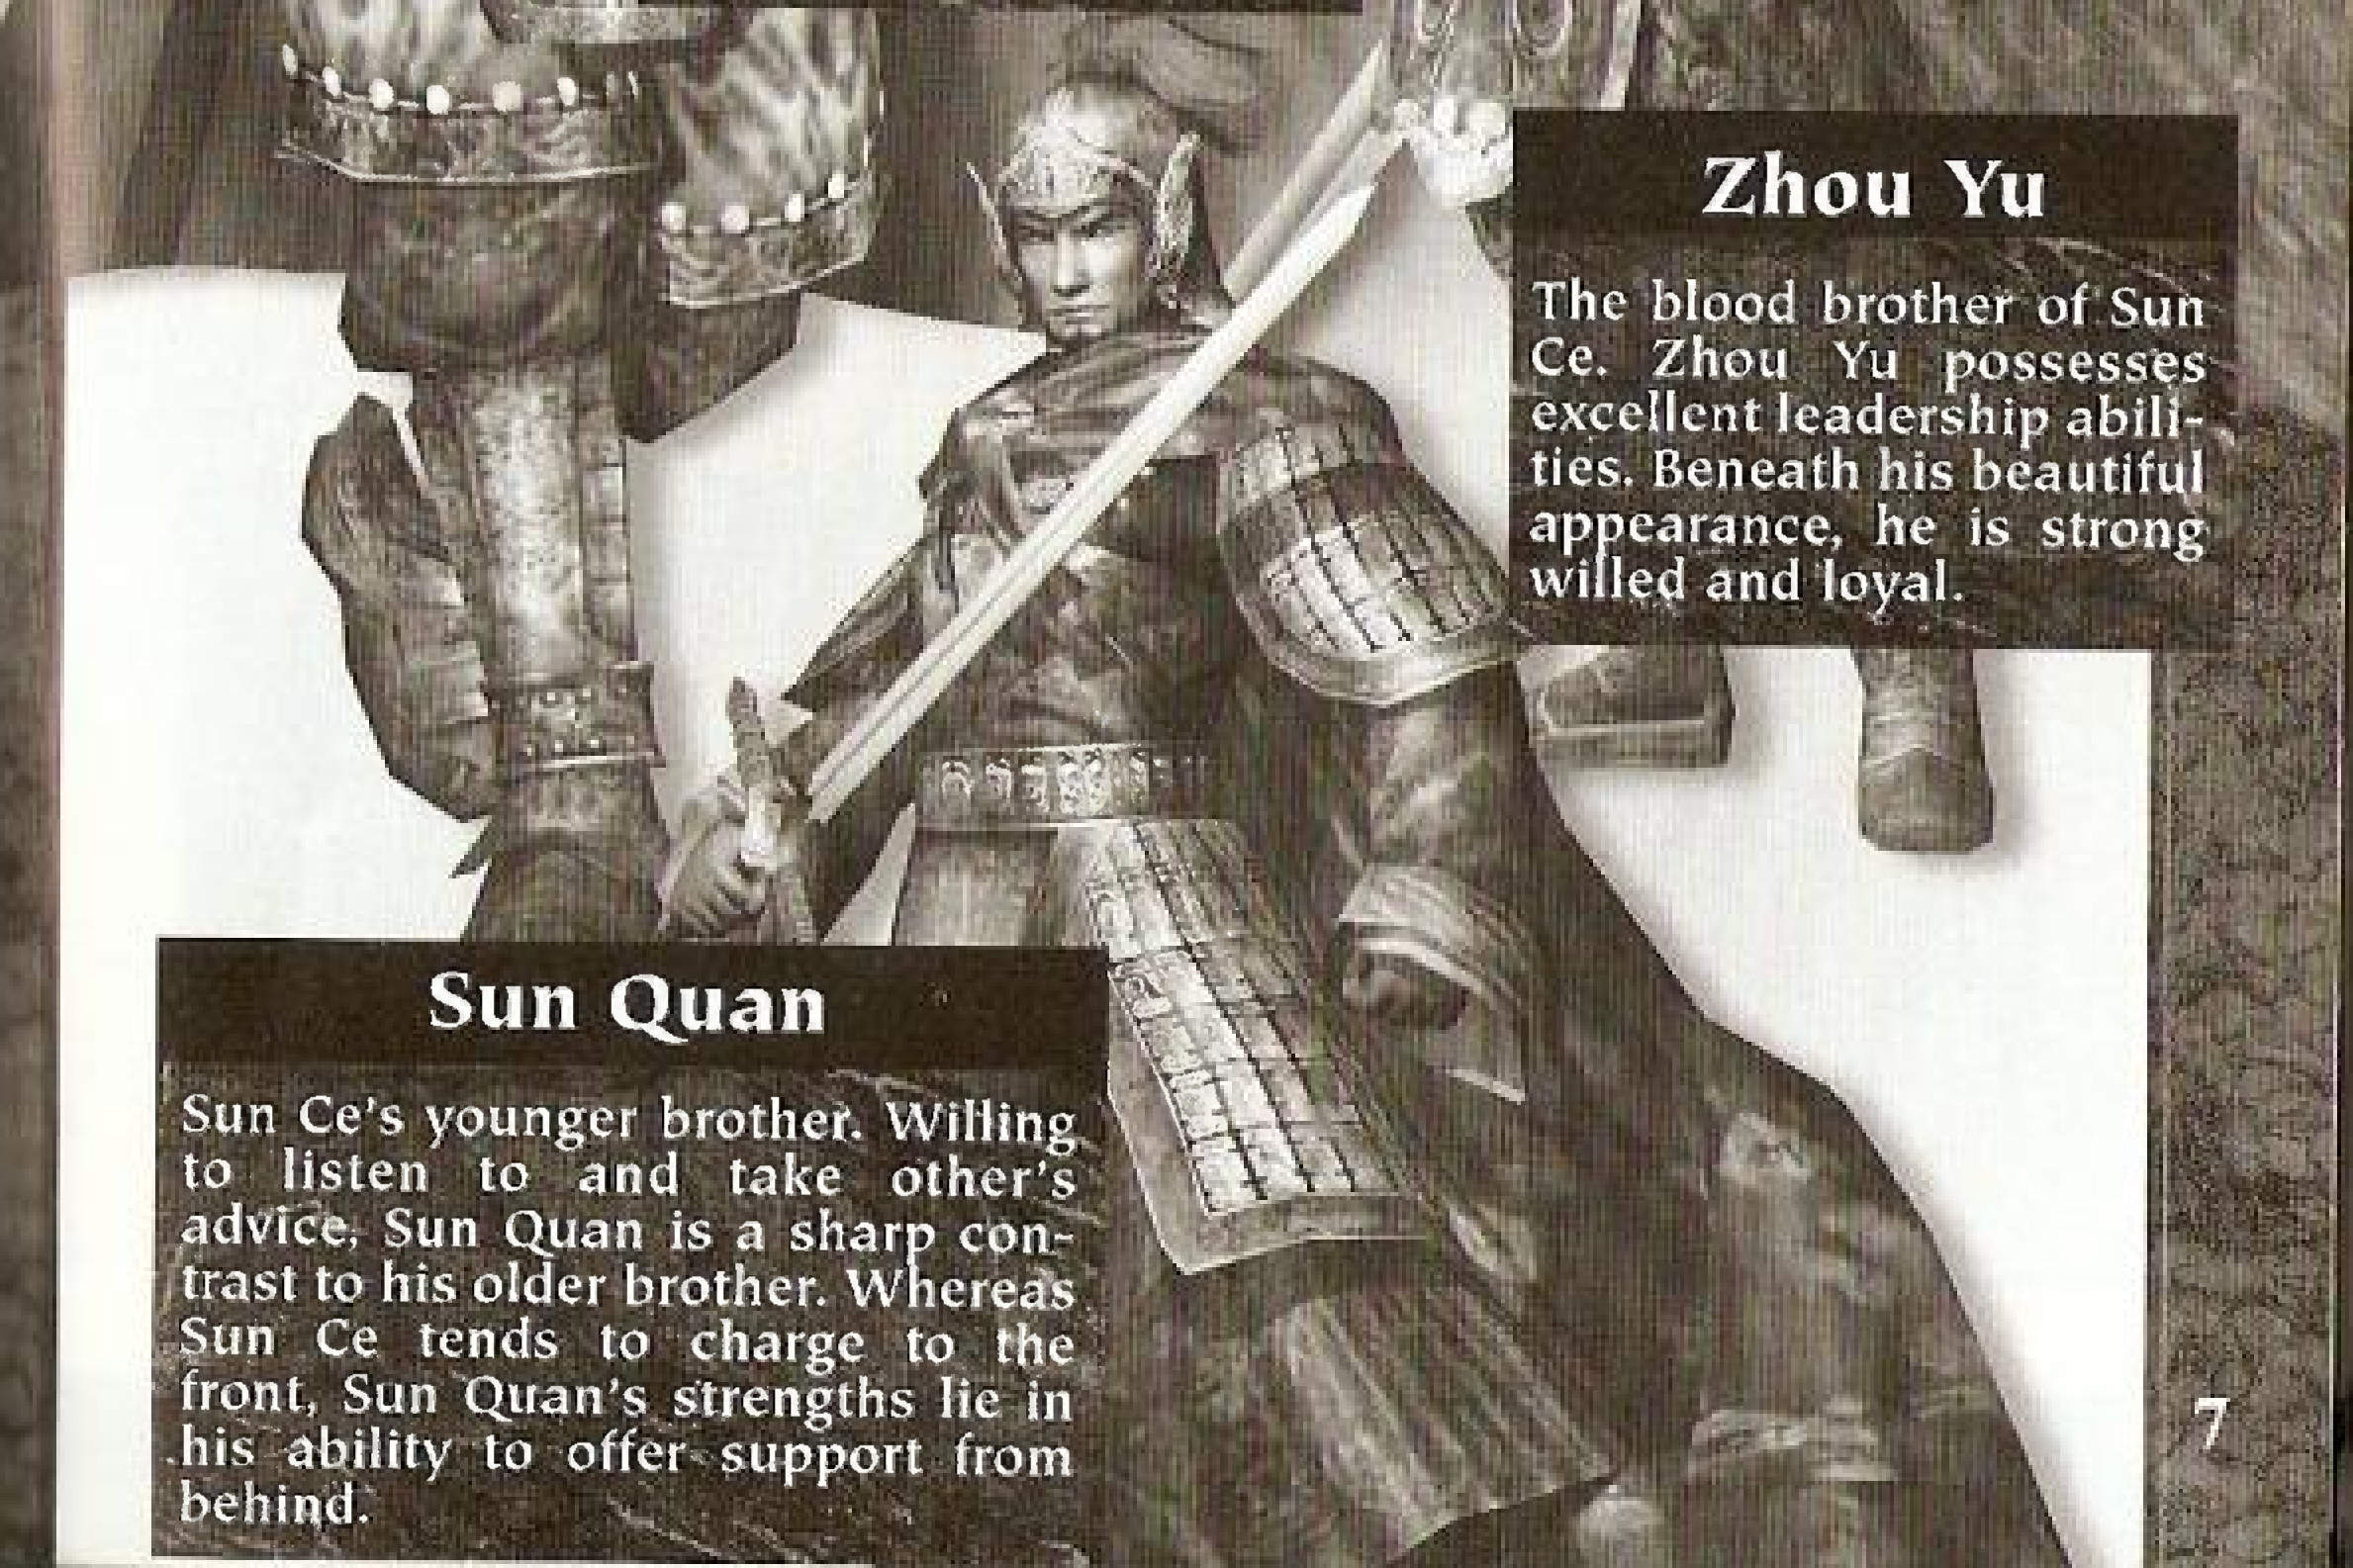 Zhou Yu
The blood brother of Sun
Ce. Zhou Yu possesses
excellent leadership abili-
ties. Beneath his beautiful
appearance, he is strong
willed and loyal.
Sun Quan
Sun Ce's younger brother. Willing
to listen to and take other's
advice, Sun Quan is a sharp con-
trast to his older brother. Whereas
Sun Ce tends to charge to the
front, Sun Quan's strengths lie in
his ability to offer support from
behind.
7